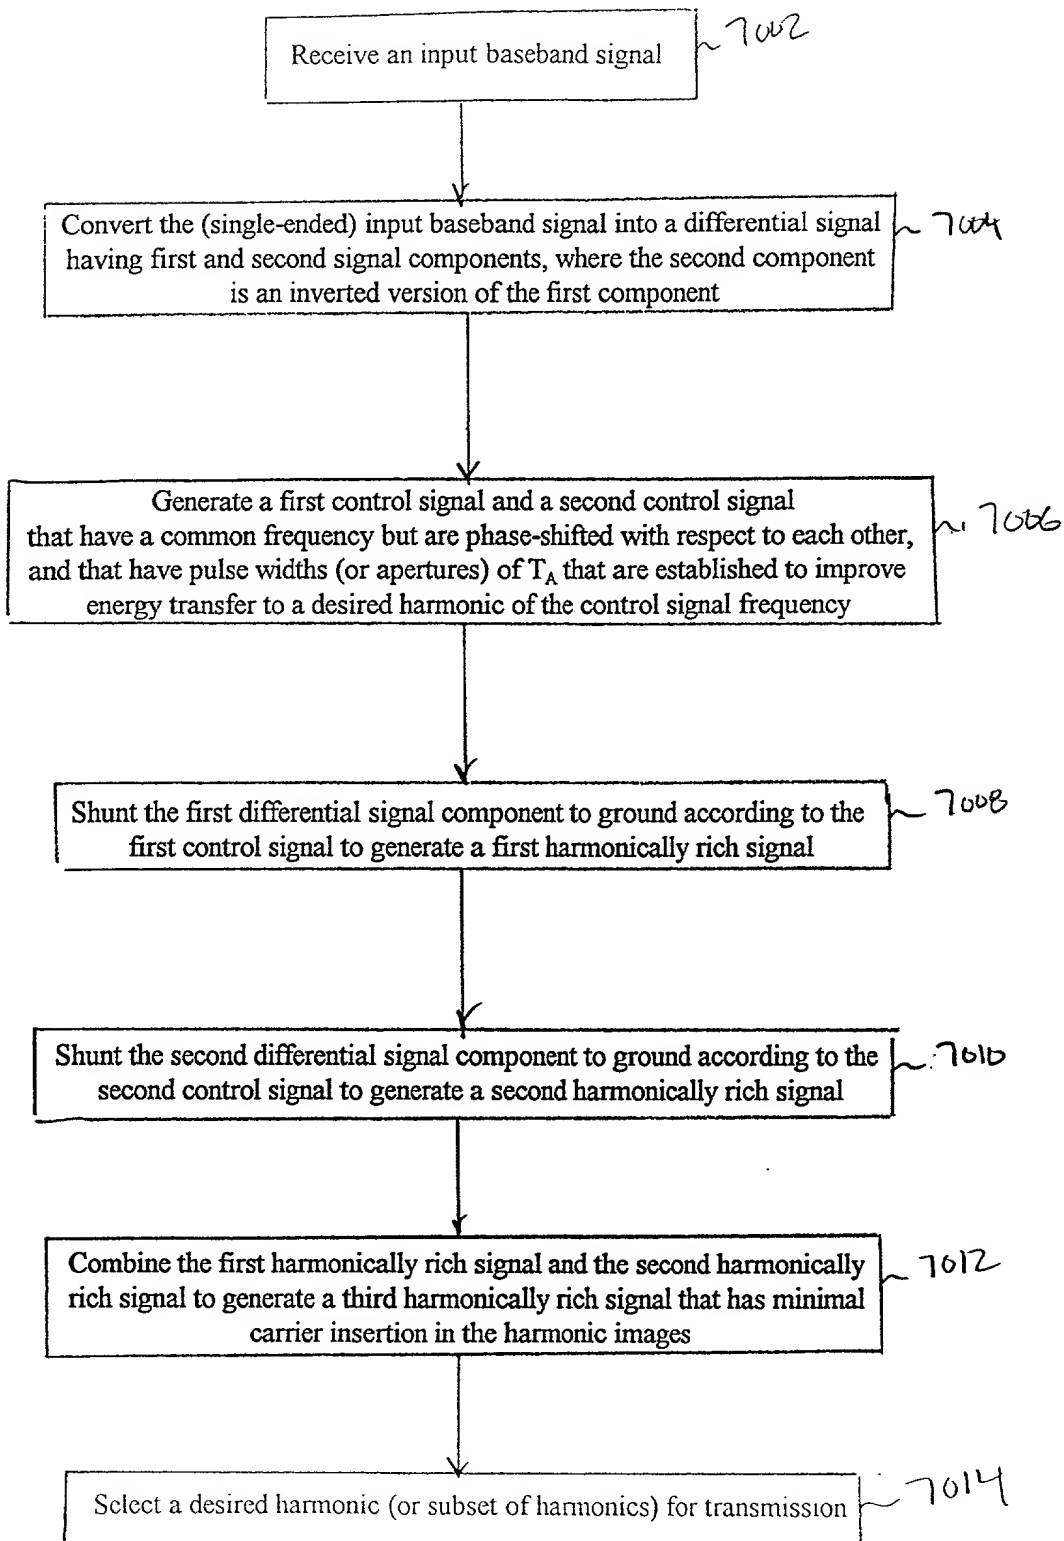 Receive an input baseband signal
7002
Convert the (single-ended) input baseband signal into a differential signal
having first and second signal components, where the second component
is an inverted version of the first component
7004
Generate a first control signal and a second control signal
that have a common frequency but are phase-shifted with respect to each other,
and that have pulse widths (or apertures) of T_A that are established to improve
energy transfer to a desired harmonic of the control signal frequency
7006
Shunt the first differential signal component to ground according to the
first control signal to generate a first harmonically rich signal
7008
Shunt the second differential signal component to ground according to the
second control signal to generate a second harmonically rich signal
7010
Combine the first harmonically rich signal and the second harmonically
rich signal to generate a third harmonically rich signal that has minimal
carrier insertion in the harmonic images
7012
Select a desired harmonic (or subset of harmonics) for transmission
7014